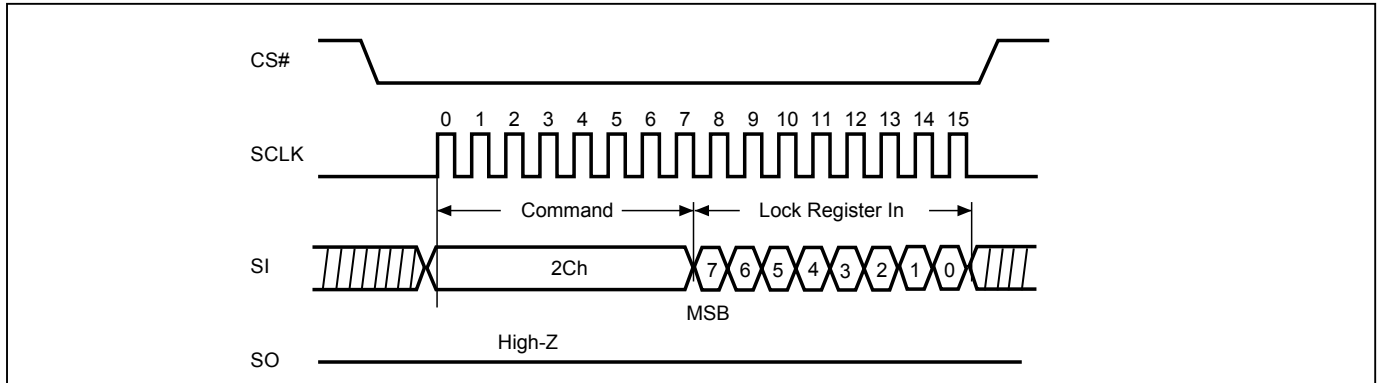 CS#
0 1 2 3 4 5 6 7 8 9 10 11 12 13 14 15
SCLK
Command Lock Register In
SI 2Ch 7 6 5 4 3 2 1 0
MSB
High-Z
SO